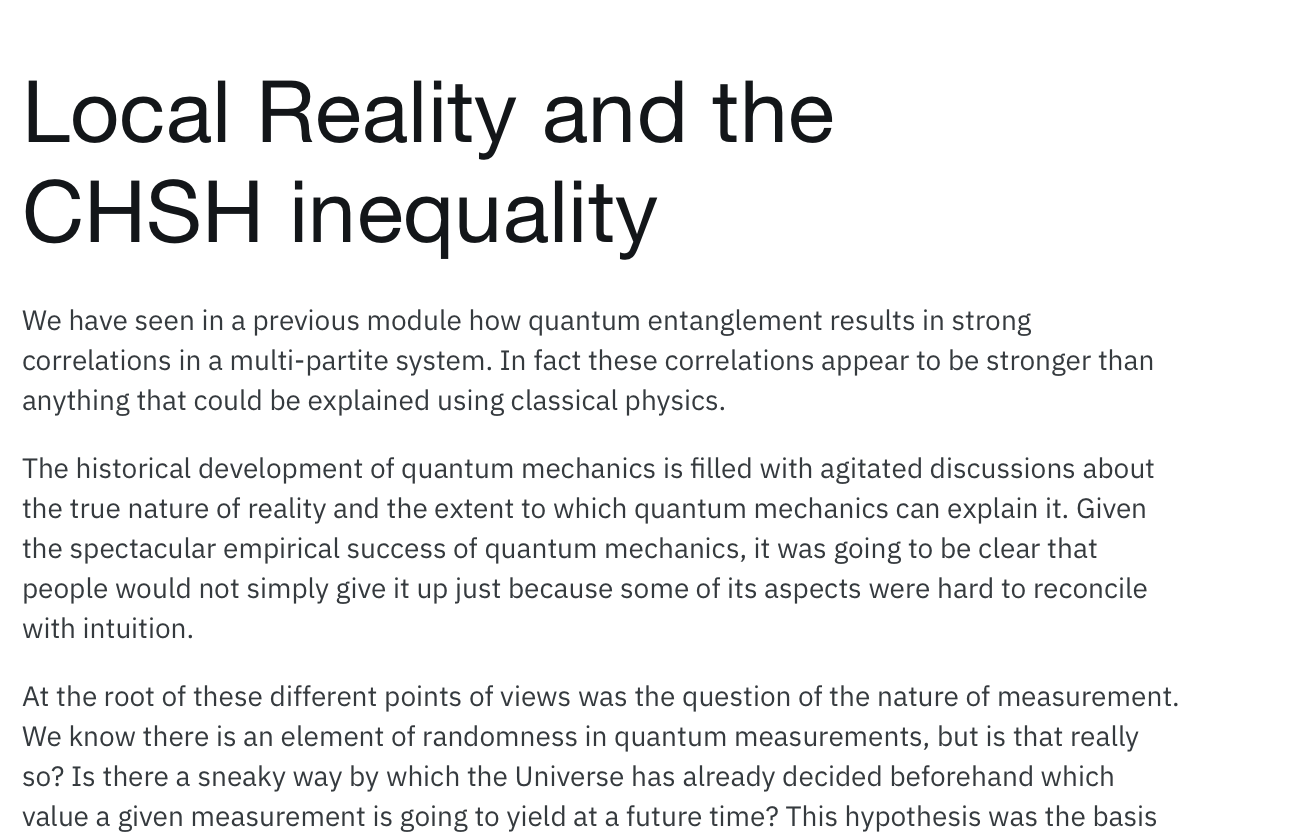 Local Reality and the
CHSH inequality
We have seen in a previous module how quantum entanglement results in strong
correlations in a multi-partite system. In fact these correlations appear to be stronger than
anything that could be explained using classical physics.
The historical development of quantum mechanics is filled with agitated discussions about
the true nature of reality and the extent to which quantum mechanics can explain it. Given
the spectacular empirical success of quantum mechanics, it was going to be clear that
people would not simply give it up just because some of its aspects were hard to reconcile
with intuition.
At the root of these different points of views was the question of the nature of measurement.
We know there is an element of randomness in quantum measurements, but is that really
so? Is there a sneaky way by which the Universe has already decided beforehand which
value a given measurement is going to yield at a future time? This hypothesis was the basis